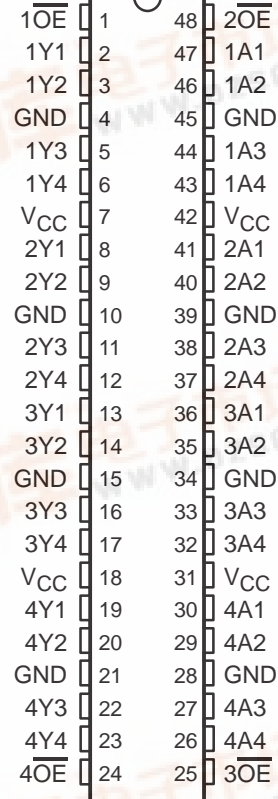 1O̅E̅ 1 48 2O̅E̅
1Y1 2 47 1A1
1Y2 3 46 1A2
GND 4 45 GND
1Y3 5 44 1A3
1Y4 6 43 1A4
VCC 7 42 VCC
2Y1 8 41 2A1
2Y2 9 40 2A2
GND 10 39 GND
2Y3 11 38 2A3
2Y4 12 37 2A4
3Y1 13 36 3A1
3Y2 14 35 3A2
GND 15 34 GND
3Y3 16 33 3A3
3Y4 17 32 3A4
VCC 18 31 VCC
4Y1 19 30 4A1
4Y2 20 29 4A2
GND 21 28 GND
4Y3 22 27 4A3
4Y4 23 26 4A4
4O̅E̅ 24 25 3O̅E̅